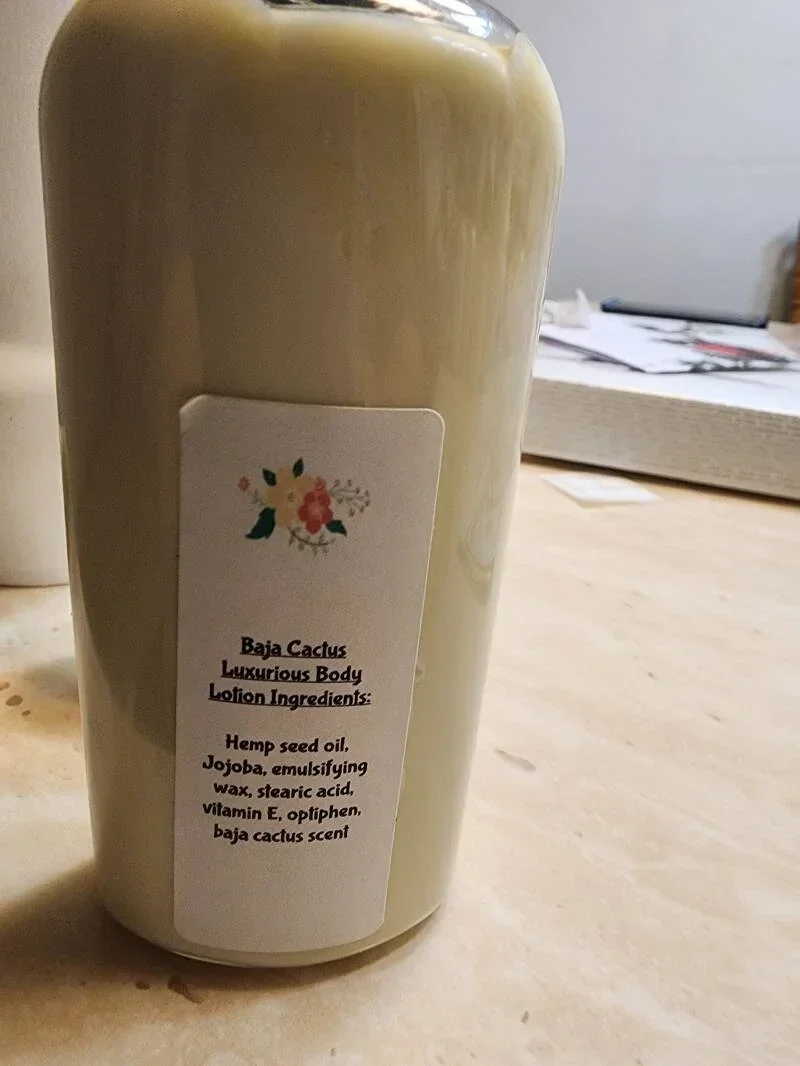 Baja Cactus
Luxurious Body
Lotion Ingredients:
Hemp seed oil,
Jojoba, emulsifying
wax, stearic acid,
vitamin E, optiphen,
baja cactus scent